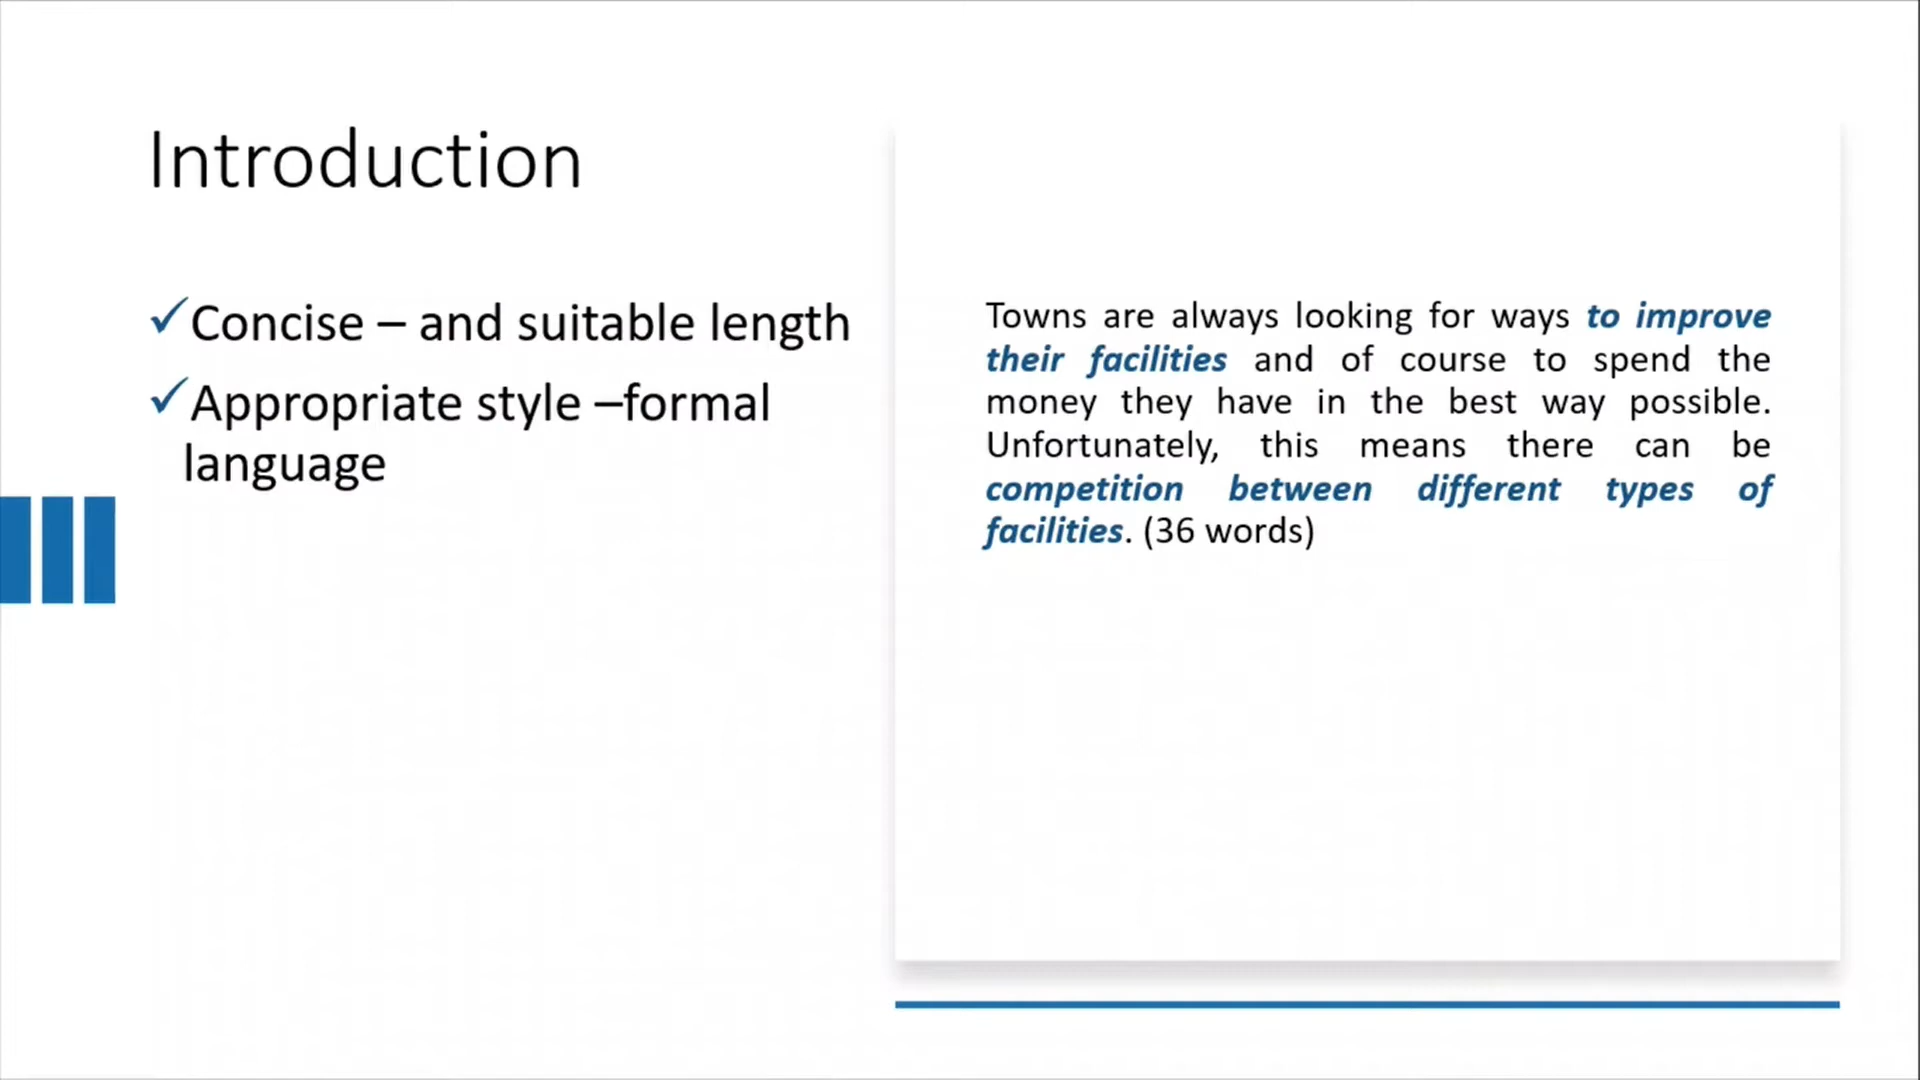 Introduction
✓Concise – and suitable length
✓Appropriate style –formal
language
Towns are always looking for ways to improve
their facilities and of course to spend the
money they have in the best way possible.
Unfortunately, this means there can be
competition between different types of
facilities. (36 words)